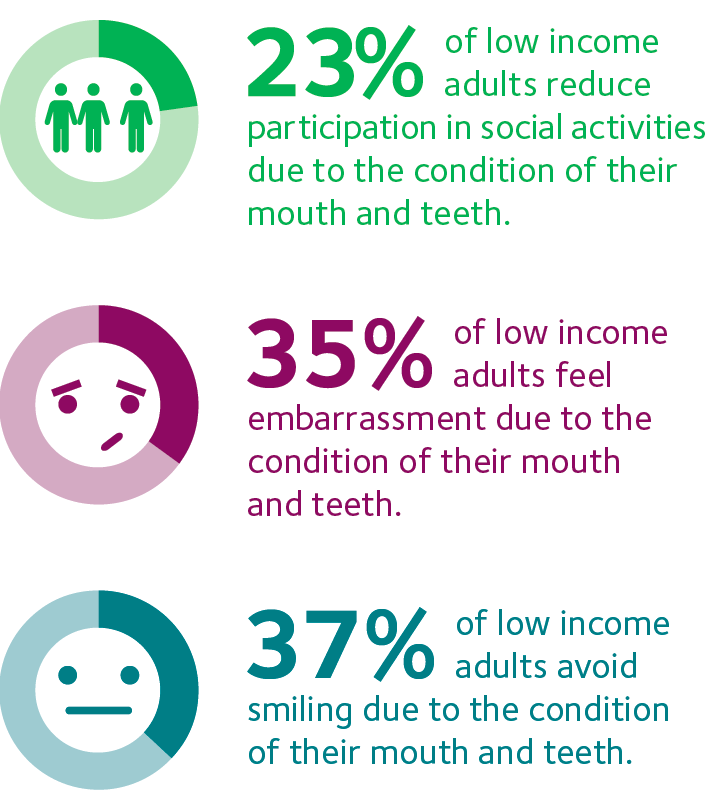 23% of low income
adults reduce
participation in social activities
due to the condition of their
mouth and teeth.
35% of low income
adults feel
embarrassment due to the
condition of their mouth
and teeth.
37% of low income
adults avoid
smiling due to the condition
of their mouth and teeth.